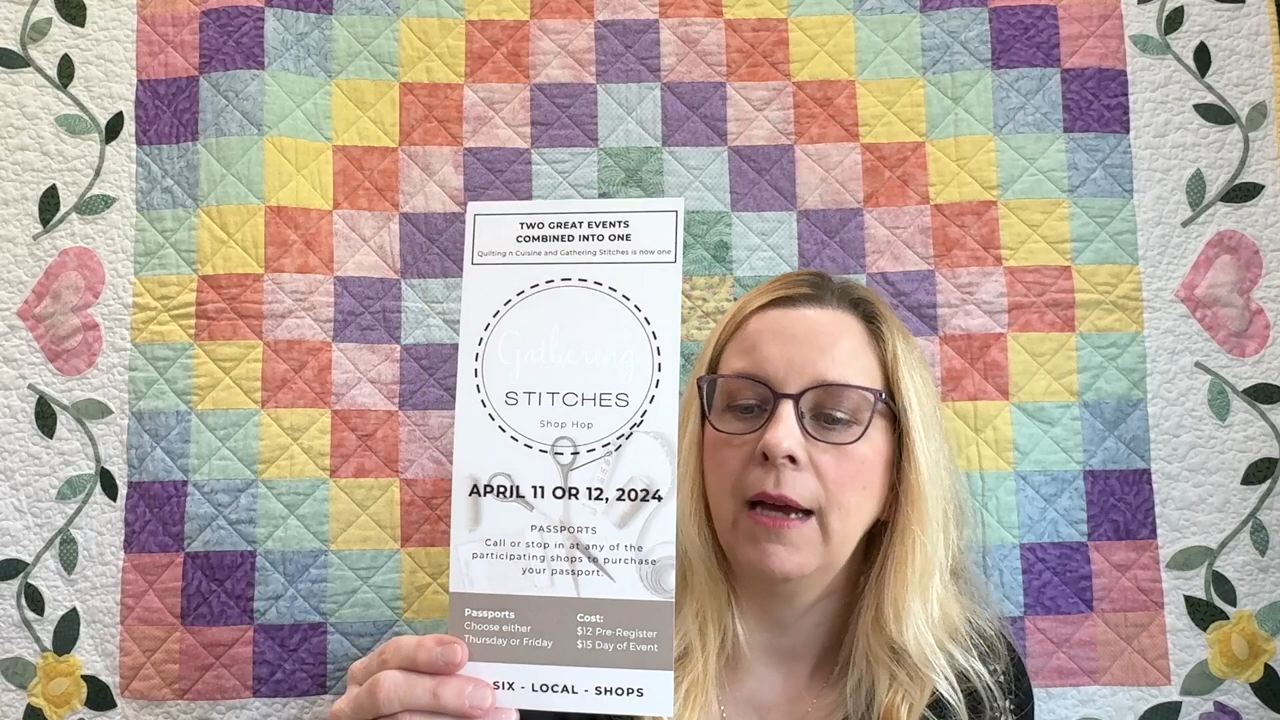 TWO GREAT EVENTS
COMBINED INTO ONE
Quilting n Cuisine and Gathering Stitches is now one
Gathering
STITCHES
Shop Hop
APRIL 11 OR 12, 2024
PASSPORTS
Call or stop in at any of the
participating shops to purchase
your passport.
Passports
Choose either
Thursday or Friday
Cost:
$12 Pre-Register
$15 Day of Event
SIX - LOCAL - SHOPS